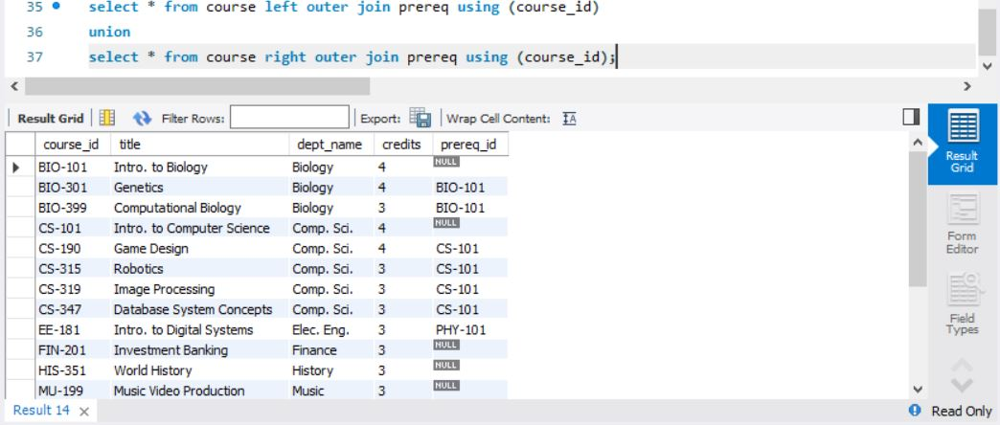 35 select * from course left outer join prereq using (course_id)
36 union
37 select * from course right outer join prereq using (course_id);
Result Grid Filter Rows: Export: Wrap Cell Content: IA
course_id title dept_name credits prereq_id
BIO-101 Intro. to Biology Biology 4 NULL
BIO-301 Genetics Biology 4 BIO-101
BIO-399 Computational Biology Biology 3 BIO-101
CS-101 Intro. to Computer Science Comp. Sci. 4 NULL
CS-190 Game Design Comp. Sci. 4 CS-101
CS-315 Robotics Comp. Sci. 3 CS-101
CS-319 Image Processing Comp. Sci. 3 CS-101
CS-347 Database System Concepts Comp. Sci. 3 CS-101
EE-181 Intro. to Digital Systems Elec. Eng. 3 PHY-101
FIN-201 Investment Banking Finance 3 NULL
HIS-351 World History History 3 NULL
MU-199 Music Video Production Music 3 NULL
Result
Grid
Form
Editor
Field
Types
Result 14
Read Only